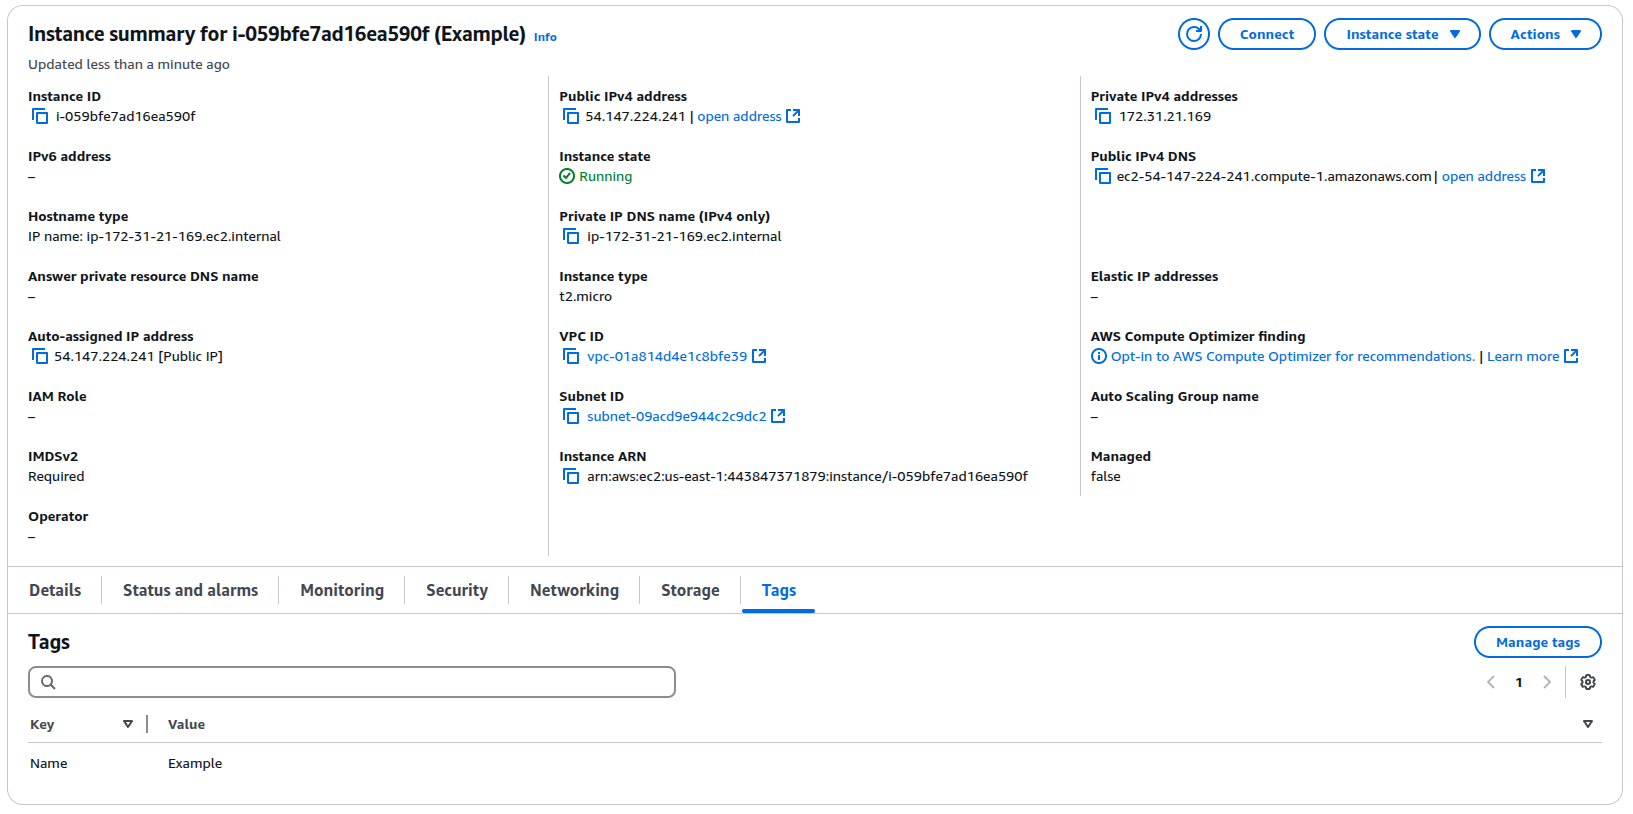 Instance summary for i-059bfe7ad16ea590f (Example) Info
Connect
Instance state
Actions
Updated less than a minute ago
Instance ID
i-059bfe7ad16ea590f
Public IPv4 address
54.147.224.241 | open address
Private IPv4 addresses
172.31.21.169
IPv6 address
–
Instance state
Running
Public IPv4 DNS
ec2-54-147-224-241.compute-1.amazonaws.com | open address
Hostname type
IP name: ip-172-31-21-169.ec2.internal
Private IP DNS name (IPv4 only)
ip-172-31-21-169.ec2.internal
Answer private resource DNS name
–
Instance type
t2.micro
Elastic IP addresses
–
Auto-assigned IP address
54.147.224.241 [Public IP]
VPC ID
vpc-01a814d4e1c8bfe39
AWS Compute Optimizer finding
Opt-in to AWS Compute Optimizer for recommendations. | Learn more
IAM Role
–
Subnet ID
subnet-09acd9e944c2c9dc2
Auto Scaling Group name
–
IMDSv2
Required
Instance ARN
arn:aws:ec2:us-east-1:443847371879:instance/i-059bfe7ad16ea590f
Managed
false
Operator
–
Details
Status and alarms
Monitoring
Security
Networking
Storage
Tags
Tags
Manage tags
1
Key
Value
Name
Example